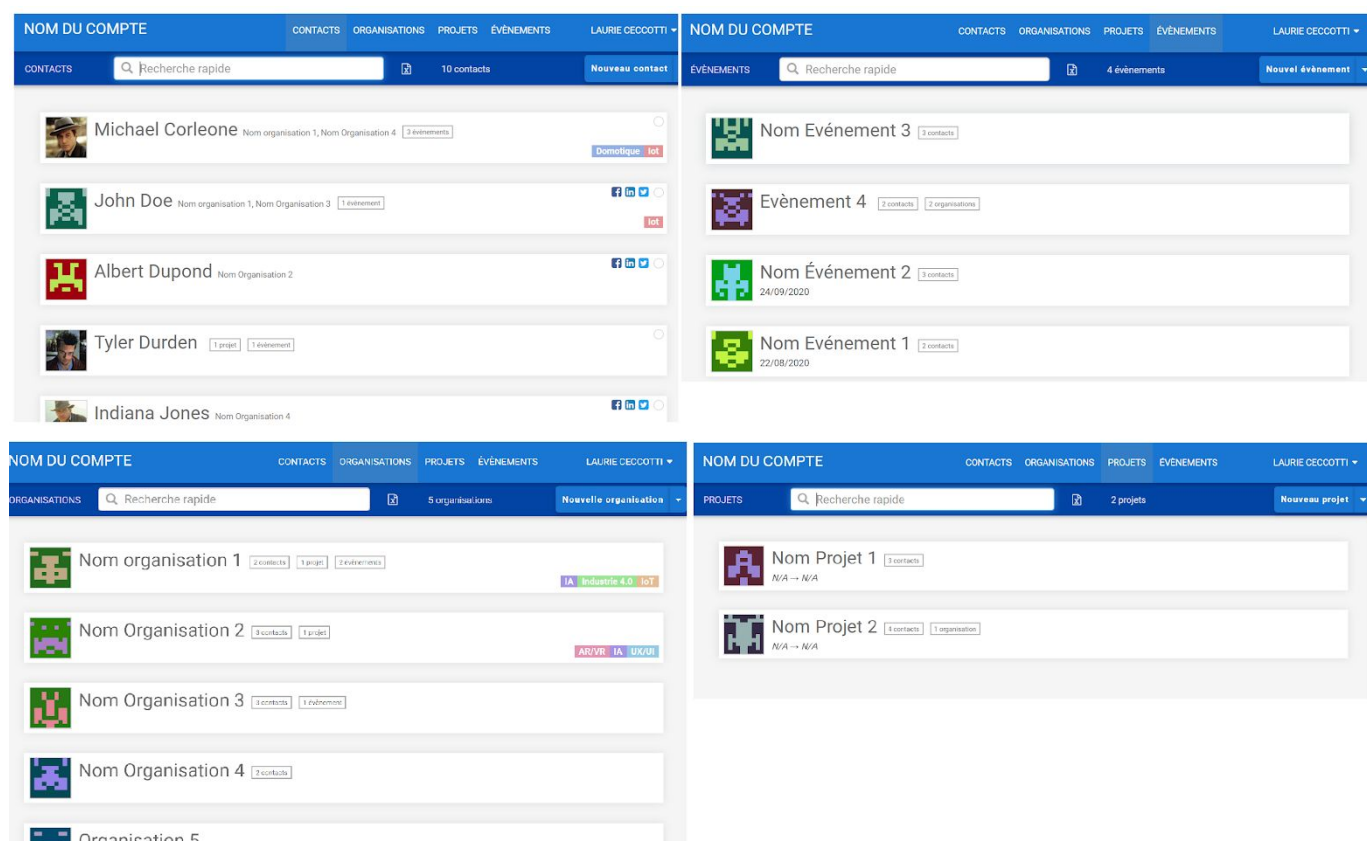 NOM DU COMPTE CONTACTS ORGANISATIONS PROJETS ÉVÈNEMENTS LAURIE CECCOTTI
CONTACTS Recherche rapide 10 contacts Nouveau contact
Michael Corleone Nom organisation 1, Nom Organisation 4 3 événements
Domotique Iot
John Doe Nom organisation 1, Nom Organisation 3 1 évènement
Iot
Albert Dupond Nom Organisation 2
Tyler Durden 1 projet 1 évènement
Indiana Jones Nom Organisation 4
NOM DU COMPTE CONTACTS ORGANISATIONS PROJETS ÉVÈNEMENTS LAURIE CECCOTTI
ÉVÈNEMENTS Recherche rapide 4 évènements Nouvel évènement
Nom Evénement 3 3 contacts
Evènement 4 2 contacts 2 organisations
Nom Événement 2 3 contacts
24/09/2020
Nom Evénement 1 2 contacts
22/08/2020
NOM DU COMPTE CONTACTS ORGANISATIONS PROJETS ÉVÈNEMENTS LAURIE CECCOTTI
ORGANISATIONS Recherche rapide 5 organisations Nouvelle organisation
Nom organisation 1 2 contacts 1 projet 2 évènements
IA Industrie 4.0 IoT
Nom Organisation 2 3 contacts 1 projet
AR/VR IA UX/UI
Nom Organisation 3 3 contacts 1 évènement
Nom Organisation 4 2 contacts
Organisation 5
NOM DU COMPTE CONTACTS ORGANISATIONS PROJETS ÉVÈNEMENTS LAURIE CECCOTTI
PROJETS Recherche rapide 2 projets Nouveau projet
Nom Projet 1 3 contacts
N/A → N/A
Nom Projet 2 4 contacts 1 organisation
N/A → N/A